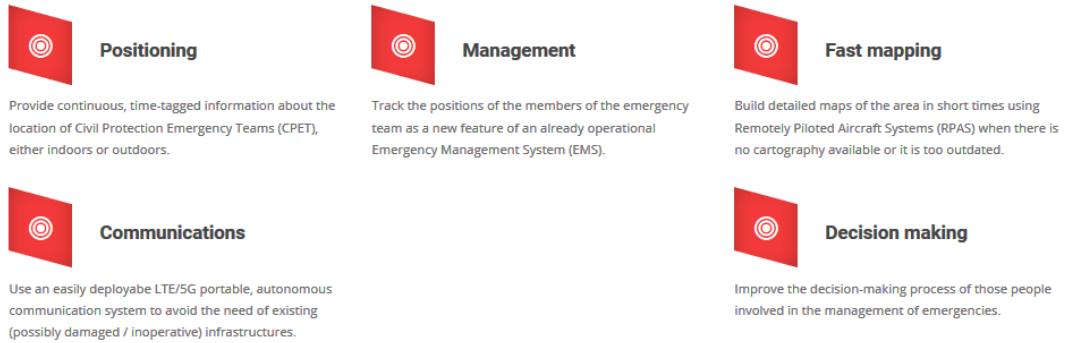 Positioning
Provide continuous, time-tagged information about the
location of Civil Protection Emergency Teams (CPET),
either indoors or outdoors.
Management
Track the positions of the members of the emergency
team as a new feature of an already operational
Emergency Management System (EMS).
Fast mapping
Build detailed maps of the area in short times using
Remotely Piloted Aircraft Systems (RPAS) when there is
no cartography available or it is too outdated.
Communications
Use an easily deployabe LTE/5G portable, autonomous
communication system to avoid the need of existing
(possibly damaged / inoperative) infrastructures.
Decision making
Improve the decision-making process of those people
involved in the management of emergencies.